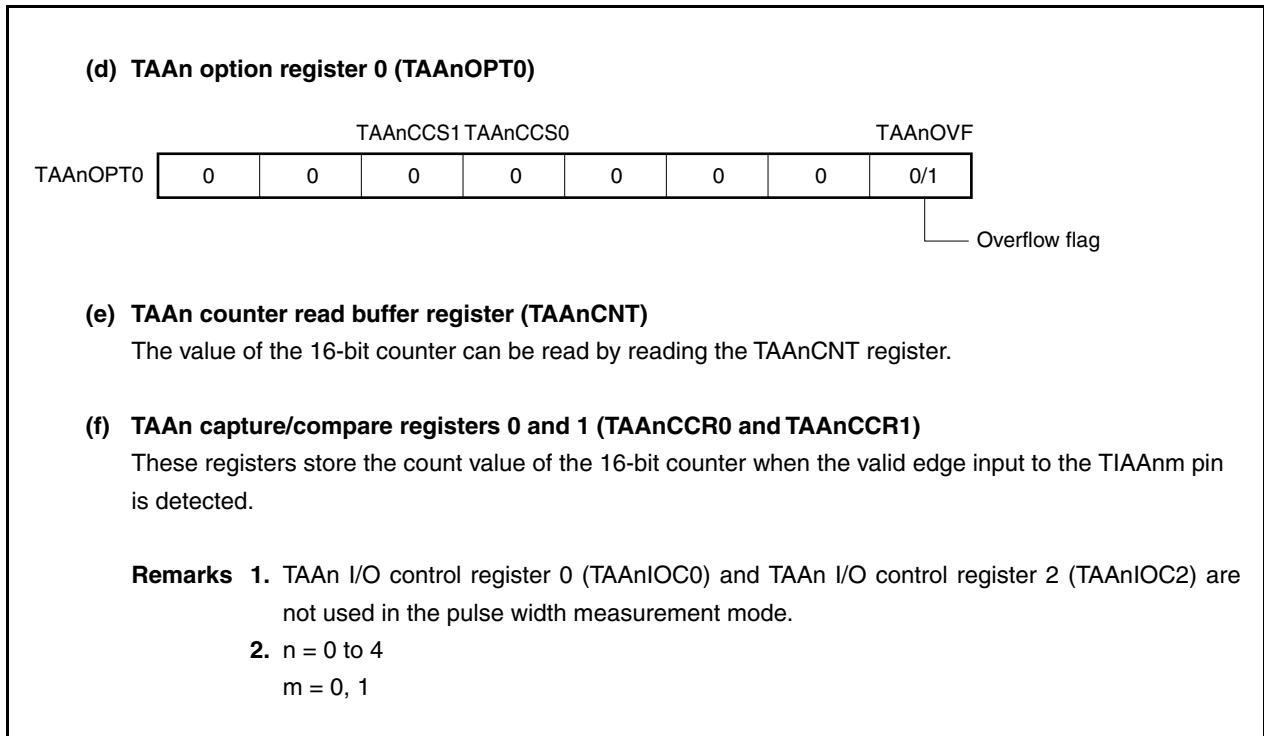 (d) TAAn option register 0 (TAAnOPT0)
TAAnCCS1 TAAnCCS0 TAAnOVF
TAAnOPT0 0 0 0 0 0 0 0 0/1
Overflow flag
(e) TAAn counter read buffer register (TAAnCNT)
The value of the 16-bit counter can be read by reading the TAAnCNT register.
(f) TAAn capture/compare registers 0 and 1 (TAAnCCR0 and TAAnCCR1)
These registers store the count value of the 16-bit counter when the valid edge input to the TIAAnm pin
is detected.
Remarks 1. TAAn I/O control register 0 (TAAnIOC0) and TAAn I/O control register 2 (TAAnIOC2) are
not used in the pulse width measurement mode.
2. n = 0 to 4
m = 0, 1